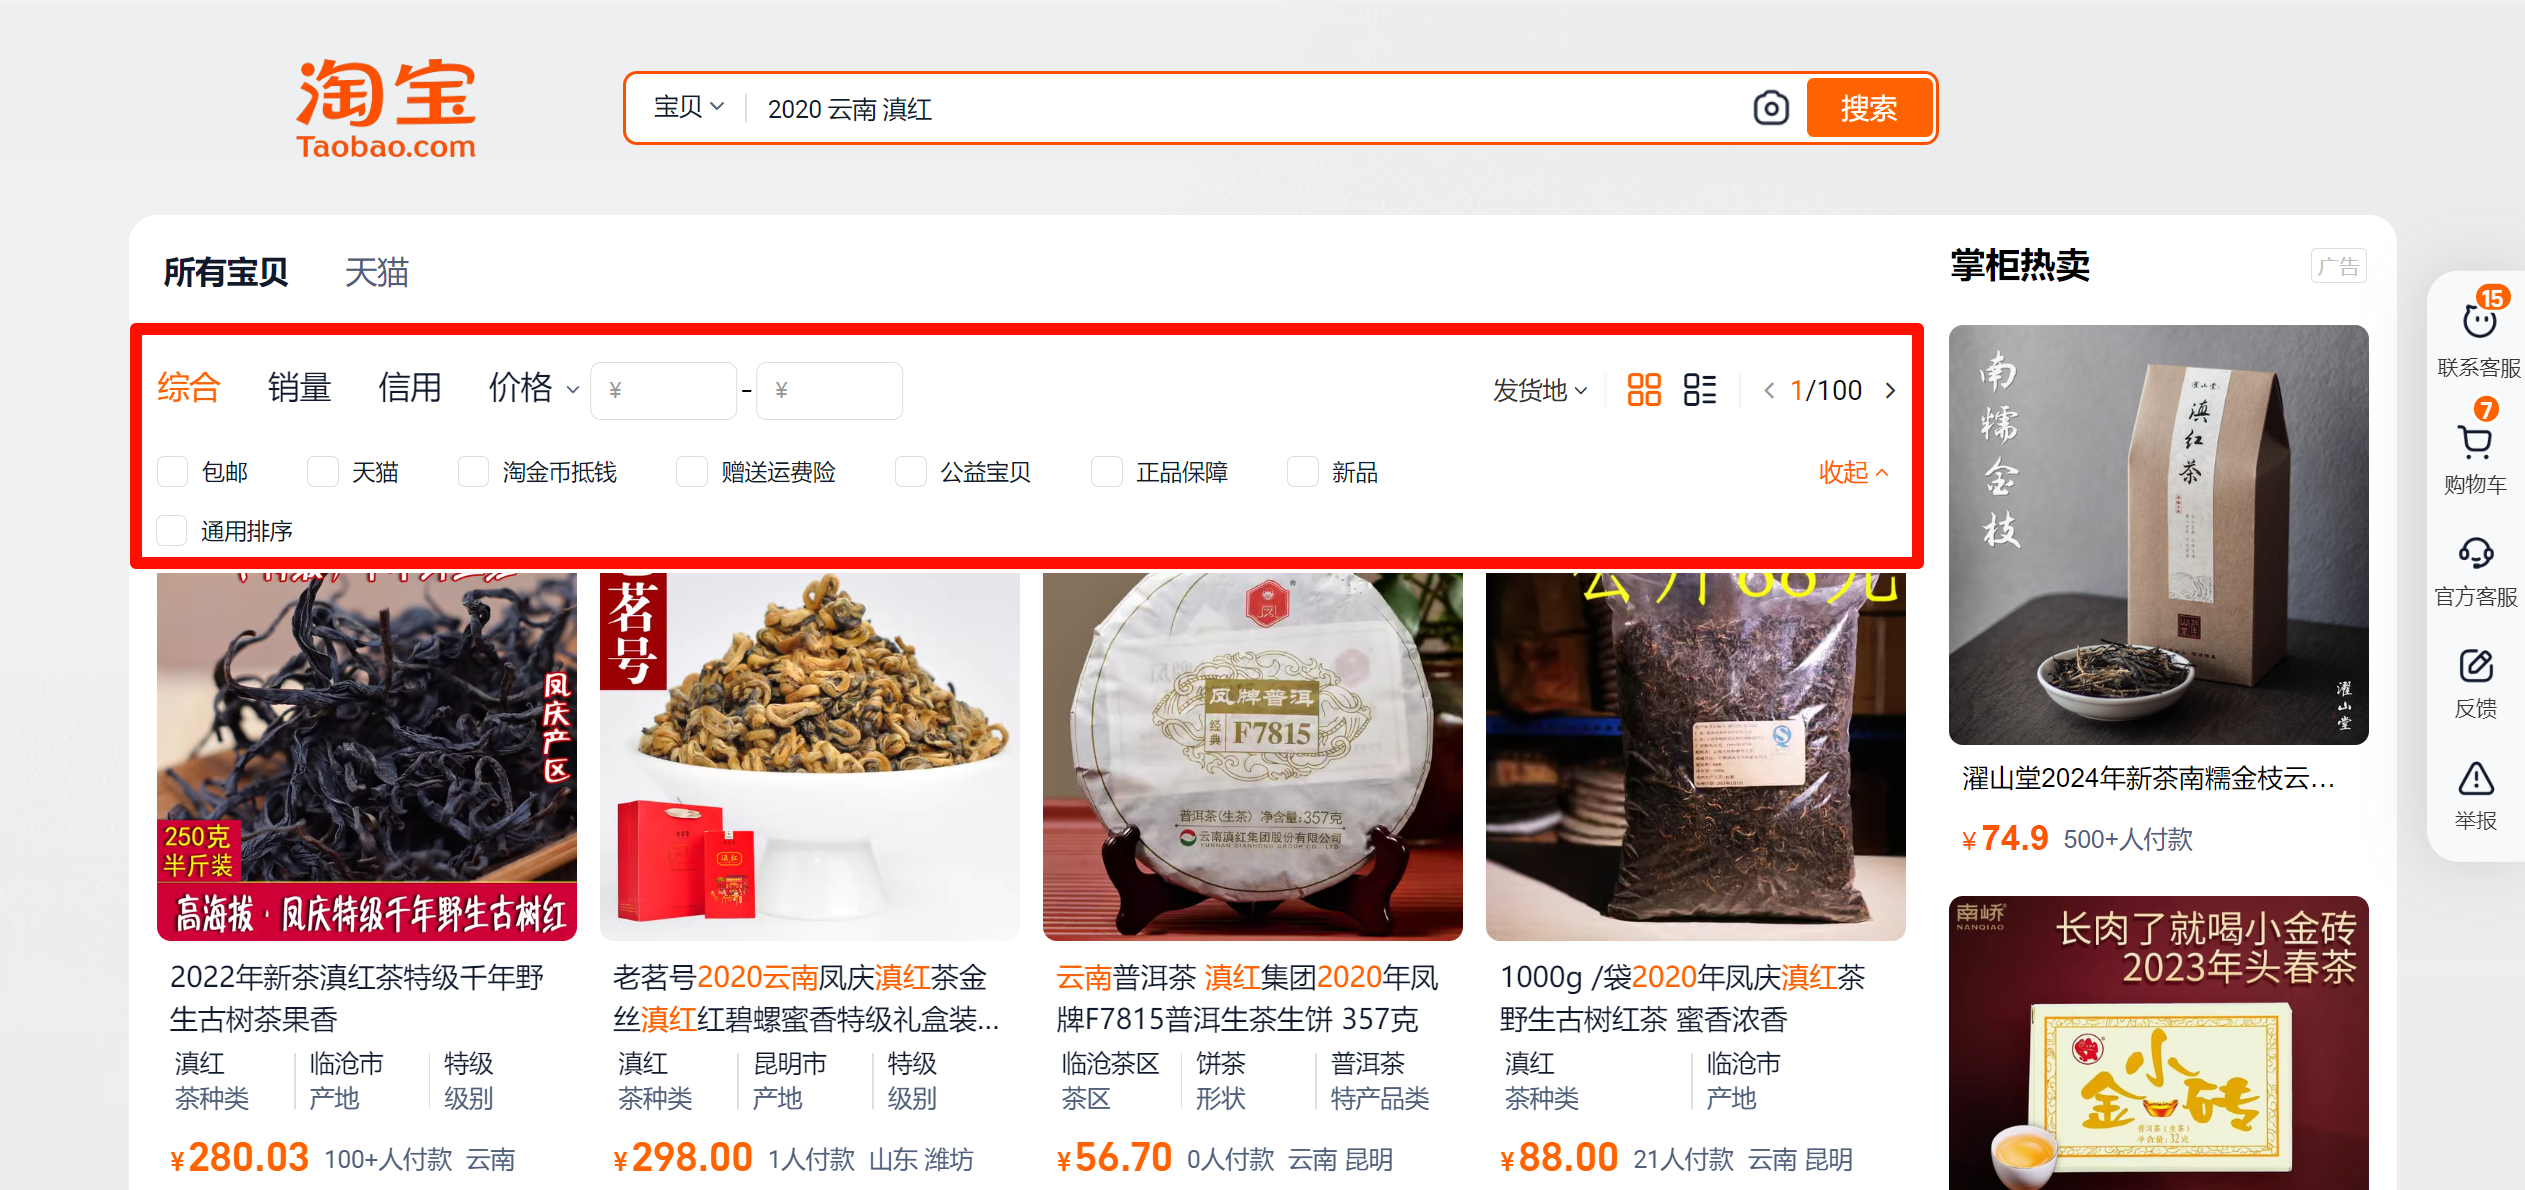 淘宝
Taobao.com
宝贝
2020 云南 滇红
搜索
所有宝贝
天猫
综合
销量
信用
价格
¥
-
¥
发货地
1/100
包邮
天猫
淘金币抵钱
赠送运费险
公益宝贝
正品保障
新品
收起
通用排序
凤庆产区
250克
半斤装
高海拔·凤庆特级千年野生古树红
2022年新茶滇红茶特级千年野
生古树茶果香
滇红
茶种类
临沧市
产地
特级
级别
¥280.03
100+人付款
云南
茗号
老茗号2020云南凤庆滇红茶金
丝滇红红碧螺蜜香特级礼盒装...
滇红
茶种类
昆明市
产地
特级
级别
¥298.00
1人付款
山东 潍坊
凤牌普洱
经典
F7815
普洱茶(生茶) 净含量:357克
云南滇红集团股份有限公司
YUNNAN DIANHONG GROUP CO., LTD
云南普洱茶 滇红集团2020年凤
牌F7815普洱生茶生饼 357克
临沧茶区
茶区
饼茶
形状
普洱茶
特产品类
¥56.70
0人付款
云南 昆明
1000g /袋2020年凤庆滇红茶
野生古树红茶 蜜香浓香
滇红
茶种类
临沧市
产地
¥88.00
21人付款
云南 昆明
掌柜热卖
广告
南糯金枝
濯山堂
滇红茶
濯山堂
濯山堂2024年新茶南糯金枝云...
¥74.9
500+人付款
南峤
NANQIAO
长肉了就喝小金砖
2023年头春茶
小金砖
普洱茶(生茶)
净含量:32克
15
联系客服
7
购物车
官方客服
反馈
举报